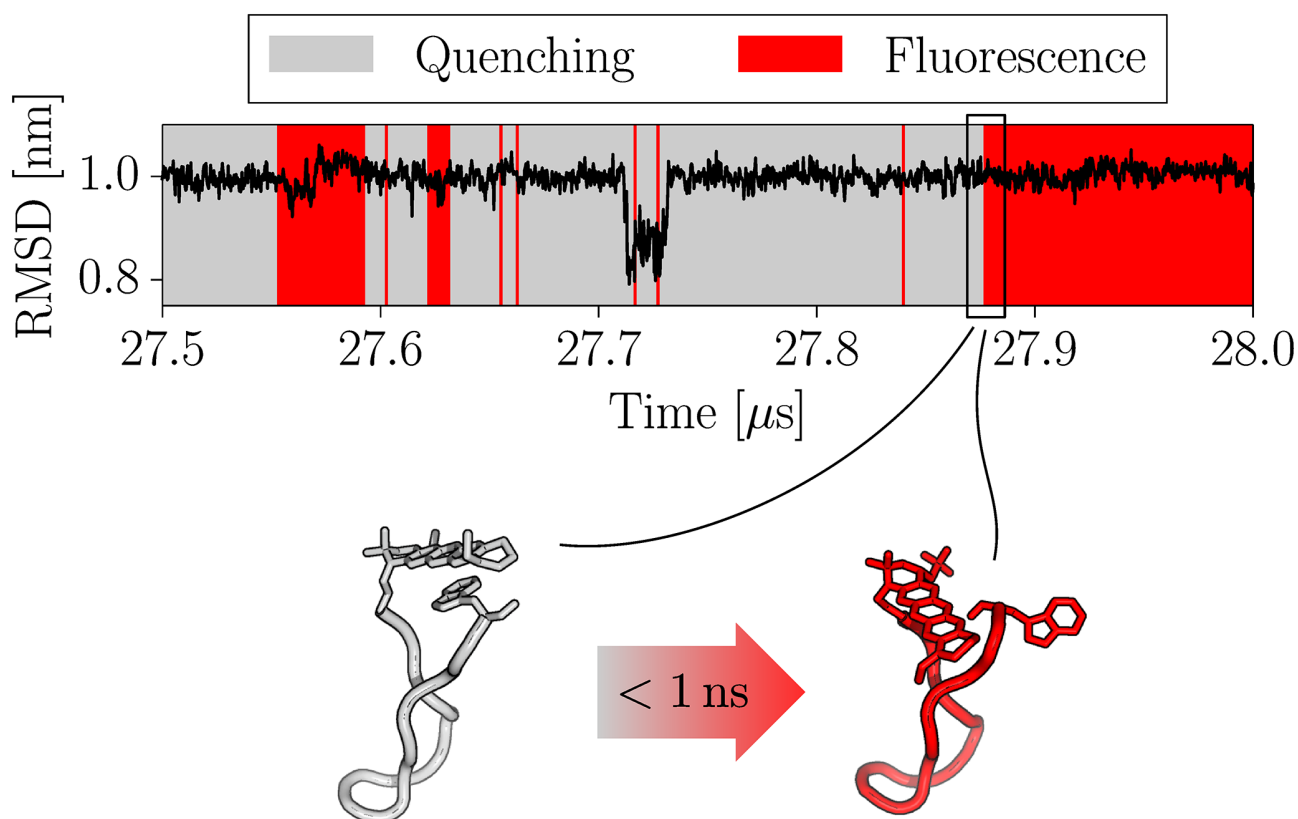 Quenching Fluorescence
RMSD [nm]
1.0
0.8
27.5 27.6 27.7 27.8 27.9 28.0
Time [μs]
< 1 ns